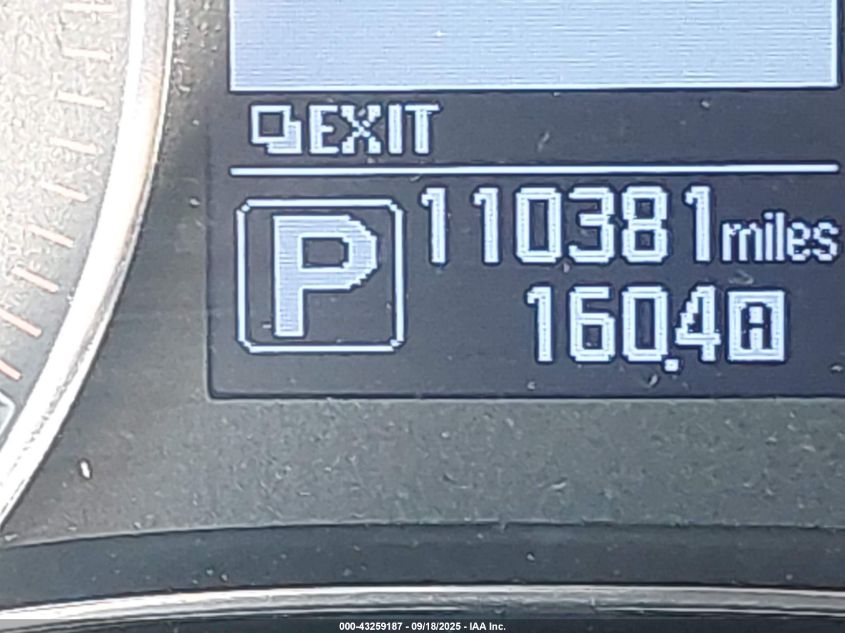 EXIT
P
110381 miles
160.4 A
000-43259187 - 09/18/2025 - IAA Inc.